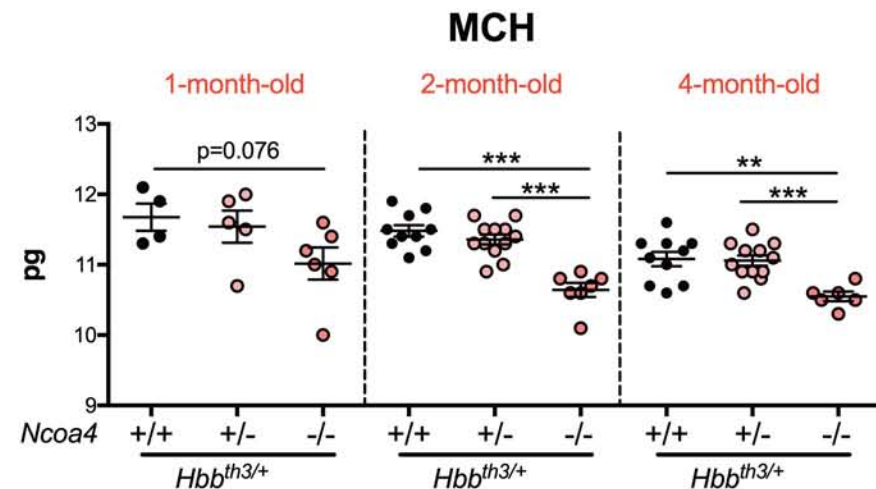 MCH
1-month-old 2-month-old 4-month-old
13
p=0.076 *** **
*** ***
12
11
pg
10
9
Ncoa4 +/+ +/- -/- +/+ +/- -/- +/+ +/- -/-
Hbbth3/+ Hbbth3/+ Hbbth3/+